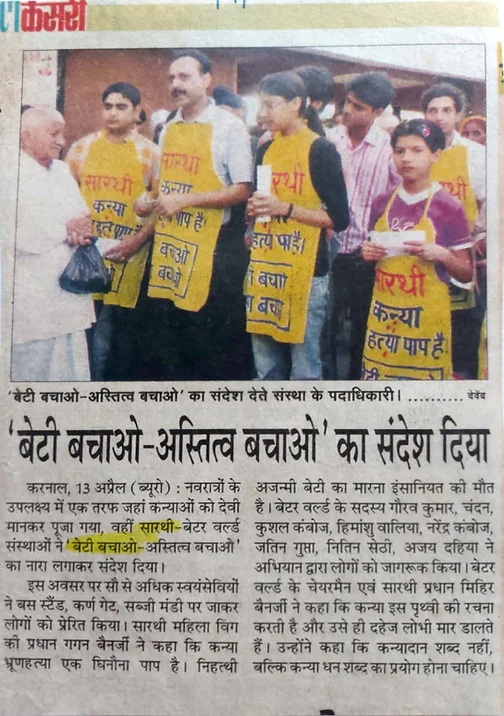 केसरी
सारथी
कन्या
हत्या पाप है।
बचाओ
बचाओ
सारथी
कन्या
पाप है।
बचाओ
बचाओ
रथी
हत्या पाप है।
बचाओ
बचाओ
सारथी
कन्या
हत्या पाप है
'बेटी बचाओ-अस्तित्व बचाओ' का संदेश देते संस्था के पदाधिकारी। .......... देवेंद्र
'बेटी बचाओ-अस्तित्व बचाओ' का संदेश दिया
करनाल, 13 अप्रैल (ब्यूरो) : नवरात्रों के
उपलक्ष्य में एक तरफ जहां कन्याओं को देवी
मानकर पूजा गया, वहीं सारथी-बेटर वर्ल्ड
संस्थाओं ने 'बेटी बचाओ-अस्तित्व बचाओ'
का नारा लगाकर संदेश दिया।
इस अवसर पर सौ से अधिक स्वयंसेवियों
ने बस स्टैंड, कर्ण गेट, सब्जी मंडी पर जाकर
लोगों को प्रेरित किया। सारथी महिला विंग
की प्रधान गगन बैनर्जी ने कहा कि कन्या
भ्रूणहत्या एक घिनौना पाप है। निहत्थी
अजन्मी बेटी का मारना इंसानियत की मौत
है। बेटर वर्ल्ड के सदस्य गौरव कुमार, चंदन,
कुशल कंबोज, हिमांशु वालिया, नरेंद्र कंबोज,
जतिन गुप्ता, नितिन सेठी, अजय दहिया ने
अभियान द्वारा लोगों को जागरूक किया। बेटर
वर्ल्ड के चेयरमैन एवं सारथी प्रधान मिहिर
बैनर्जी ने कहा कि कन्या इस पृथ्वी की रचना
करती है और उसे ही दहेज लोभी मार डालते
हैं। उन्होंने कहा कि कन्यादान शब्द नहीं,
बल्कि कन्या धन शब्द का प्रयोग होना चाहिए।